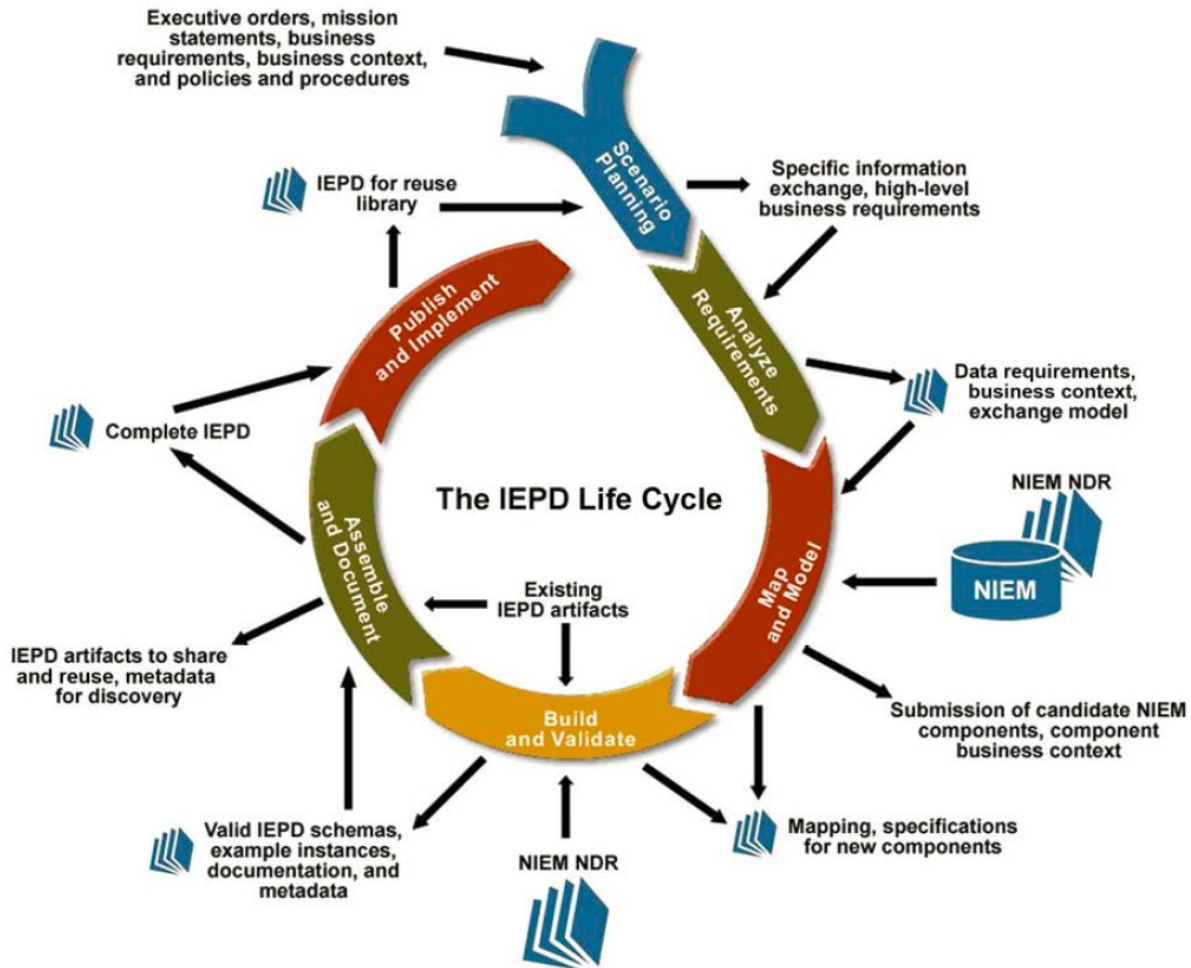 Executive orders, mission
statements, business
requirements, business context,
and policies and procedures
Scenario
Planning
Specific information
exchange, high-level
business requirements
IEPD for reuse
library
Analyze
Requirements
Publish
and Implement
Data requirements,
business context,
exchange model
Complete IEPD
The IEPD Life Cycle
NIEM NDR
NIEM
Map
and Model
Assemble
and Document
Existing
IEPD artifacts
IEPD artifacts to share
and reuse, metadata
for discovery
Build
and Validate
Submission of candidate NIEM
components, component
business context
Valid IEPD schemas,
example instances,
documentation, and
metadata
NIEM NDR
Mapping, specifications
for new components